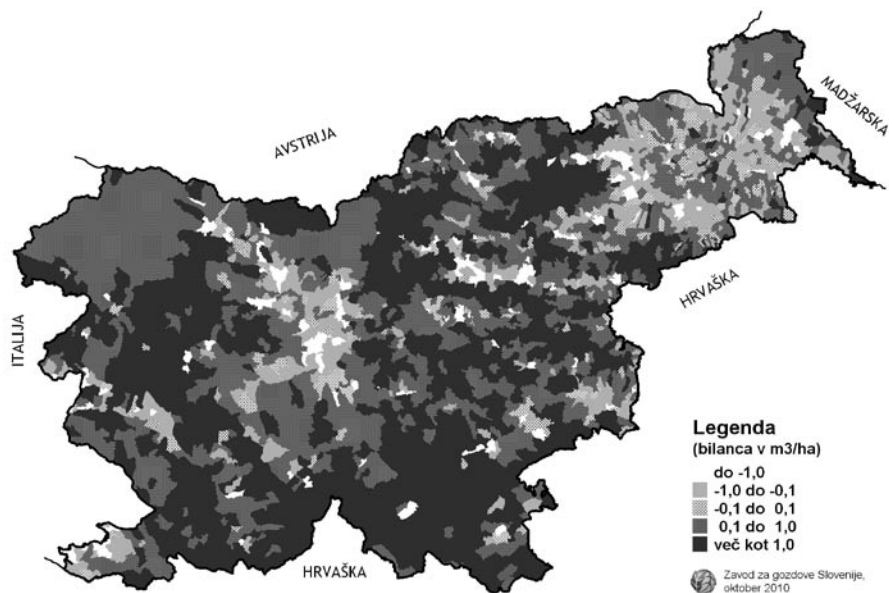 AVSTRIJA
MADŽARSKA
HRVAŠKA
ITALIJA
HRVAŠKA
Legenda
(bilanca v m3/ha)
do -1,0
-1,0 do -0,1
-0,1 do 0,1
0,1 do 1,0
več kot 1,0
Zavod za gozdove Slovenije,
oktober 2010